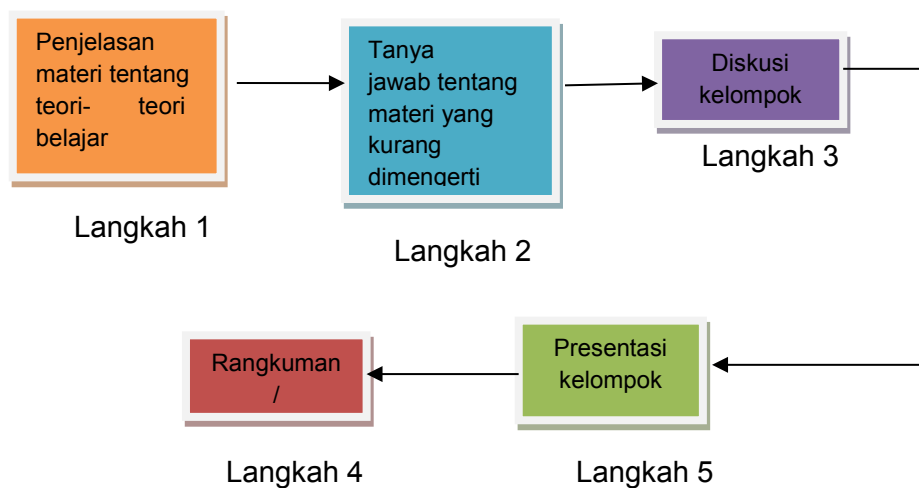 Penjelasan
materi tentang
teori- teori
belajar
Langkah 1
Tanya
jawab tentang
materi yang
kurang
dimengerti
Langkah 2
Diskusi
kelompok
Langkah 3
Rangkuman
/
Langkah 4
Presentasi
kelompok
Langkah 5